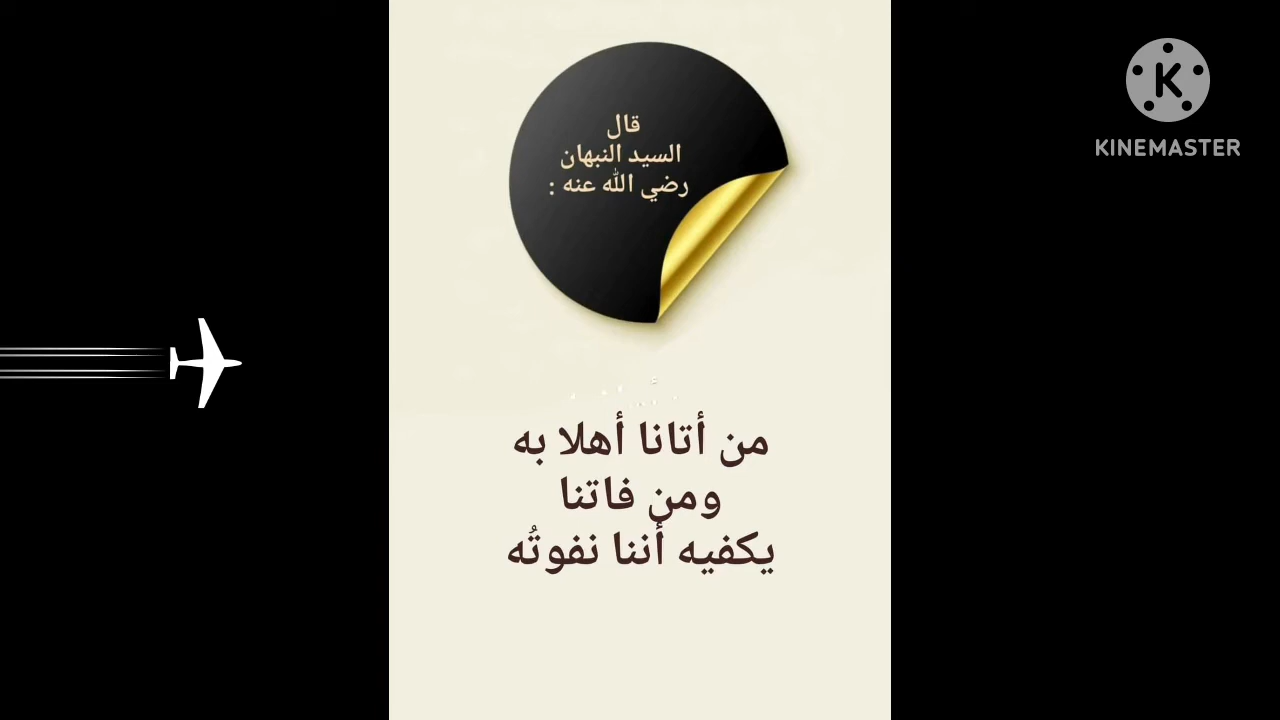 قال
السيد النبهان
رضي الله عنه :
من أتانا أهلا به
ومن فاتنا
يكفيه أننا نفوتُه
KINEMASTER